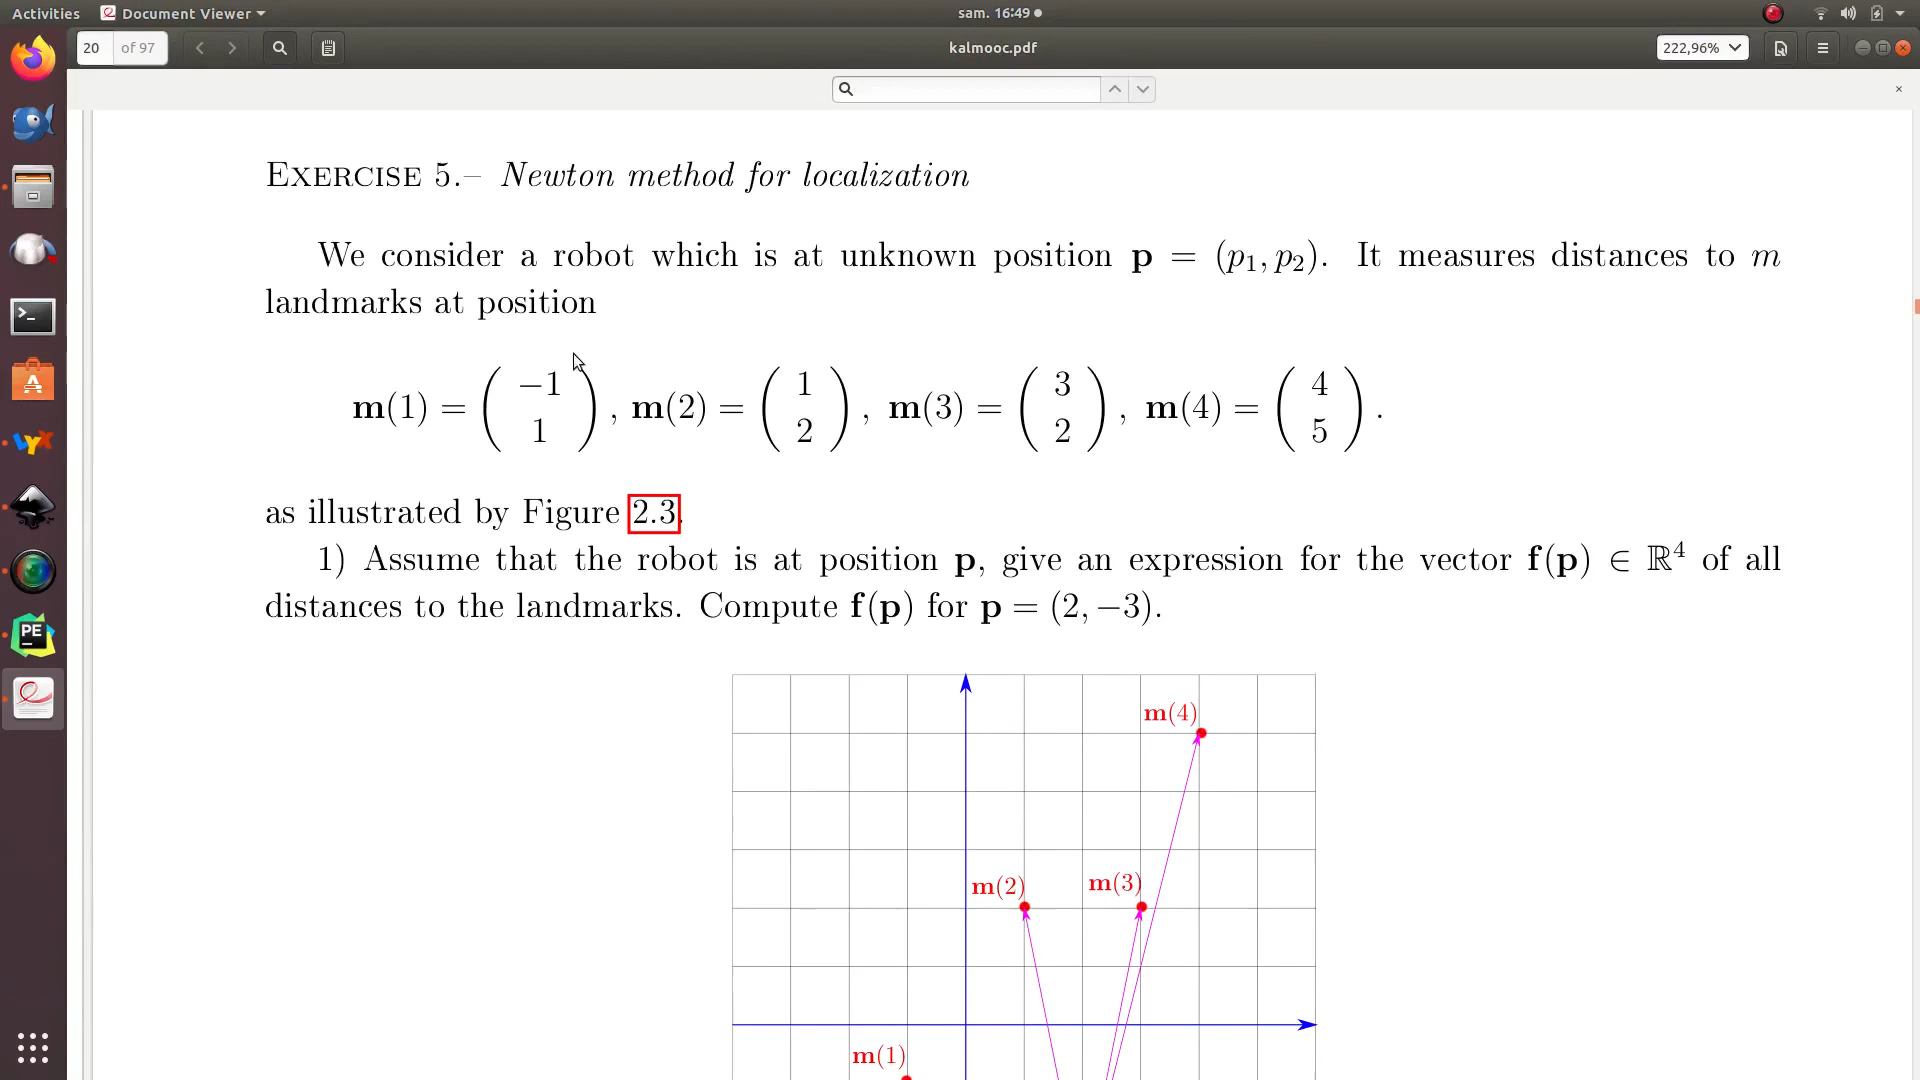 Activities Document Viewer sam. 16:49
20 of 97 kalmooc.pdf 222,96%
EXERCISE 5.– Newton method for localization
We consider a robot which is at unknown position p = (p₁, p₂). It measures distances to m
landmarks at position
m(1) = ( −1 1 ), m(2) = ( 1 2 ), m(3) = ( 3 2 ), m(4) = ( 4 5 ).
as illustrated by Figure 2.3.
1) Assume that the robot is at position p, give an expression for the vector f(p) ∈ ℝ⁴ of all
distances to the landmarks. Compute f(p) for p = (2, −3).
m(4)
m(2) m(3)
m(1)
PE